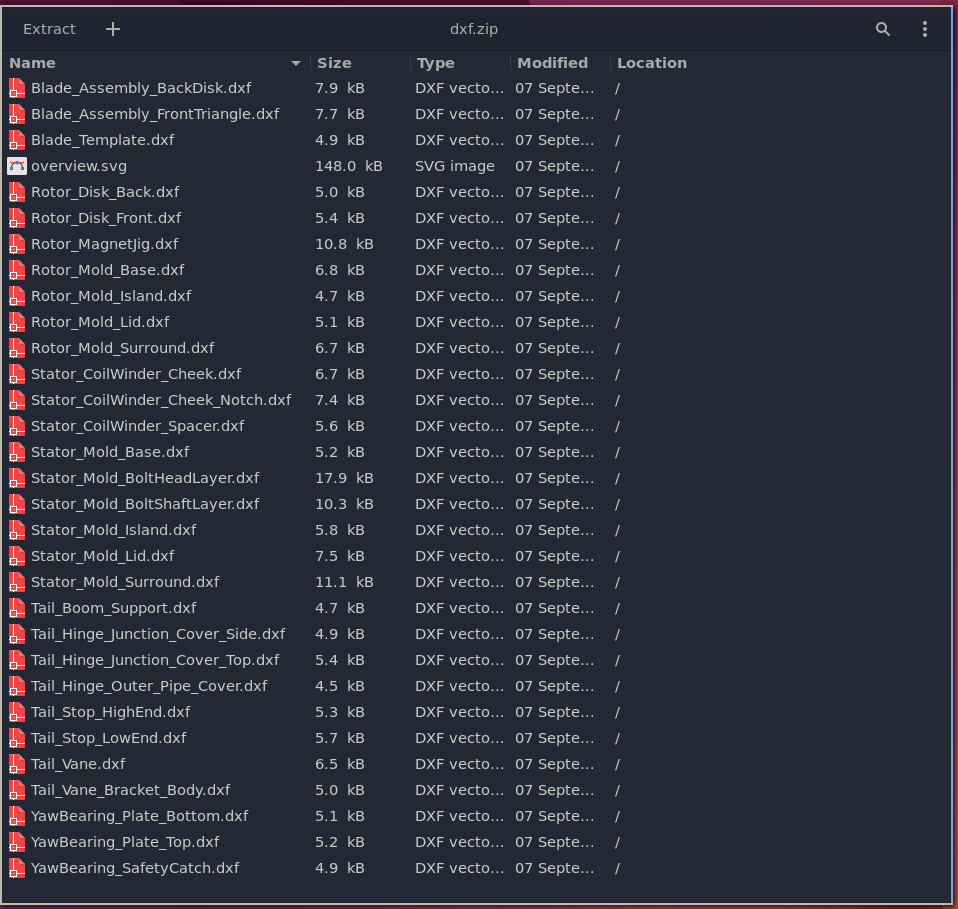 Extract + dxf.zip
Name Size Type Modified Location
Blade_Assembly_BackDisk.dxf 7.9 kB DXF vecto... 07 Septe... /
Blade_Assembly_FrontTriangle.dxf 7.7 kB DXF vecto... 07 Septe... /
Blade_Template.dxf 4.9 kB DXF vecto... 07 Septe... /
overview.svg 148.0 kB SVG image 07 Septe... /
Rotor_Disk_Back.dxf 5.0 kB DXF vecto... 07 Septe... /
Rotor_Disk_Front.dxf 5.4 kB DXF vecto... 07 Septe... /
Rotor_MagnetJig.dxf 10.8 kB DXF vecto... 07 Septe... /
Rotor_Mold_Base.dxf 6.8 kB DXF vecto... 07 Septe... /
Rotor_Mold_Island.dxf 4.7 kB DXF vecto... 07 Septe... /
Rotor_Mold_Lid.dxf 5.1 kB DXF vecto... 07 Septe... /
Rotor_Mold_Surround.dxf 6.7 kB DXF vecto... 07 Septe... /
Stator_CoilWinder_Cheek.dxf 6.7 kB DXF vecto... 07 Septe... /
Stator_CoilWinder_Cheek_Notch.dxf 7.4 kB DXF vecto... 07 Septe... /
Stator_CoilWinder_Spacer.dxf 5.6 kB DXF vecto... 07 Septe... /
Stator_Mold_Base.dxf 5.2 kB DXF vecto... 07 Septe... /
Stator_Mold_BoltHeadLayer.dxf 17.9 kB DXF vecto... 07 Septe... /
Stator_Mold_BoltShaftLayer.dxf 10.3 kB DXF vecto... 07 Septe... /
Stator_Mold_Island.dxf 5.8 kB DXF vecto... 07 Septe... /
Stator_Mold_Lid.dxf 7.5 kB DXF vecto... 07 Septe... /
Stator_Mold_Surround.dxf 11.1 kB DXF vecto... 07 Septe... /
Tail_Boom_Support.dxf 4.7 kB DXF vecto... 07 Septe... /
Tail_Hinge_Junction_Cover_Side.dxf 4.9 kB DXF vecto... 07 Septe... /
Tail_Hinge_Junction_Cover_Top.dxf 5.4 kB DXF vecto... 07 Septe... /
Tail_Hinge_Outer_Pipe_Cover.dxf 4.5 kB DXF vecto... 07 Septe... /
Tail_Stop_HighEnd.dxf 5.3 kB DXF vecto... 07 Septe... /
Tail_Stop_LowEnd.dxf 5.7 kB DXF vecto... 07 Septe... /
Tail_Vane.dxf 6.5 kB DXF vecto... 07 Septe... /
Tail_Vane_Bracket_Body.dxf 5.0 kB DXF vecto... 07 Septe... /
YawBearing_Plate_Bottom.dxf 5.1 kB DXF vecto... 07 Septe... /
YawBearing_Plate_Top.dxf 5.2 kB DXF vecto... 07 Septe... /
YawBearing_SafetyCatch.dxf 4.9 kB DXF vecto... 07 Septe... /